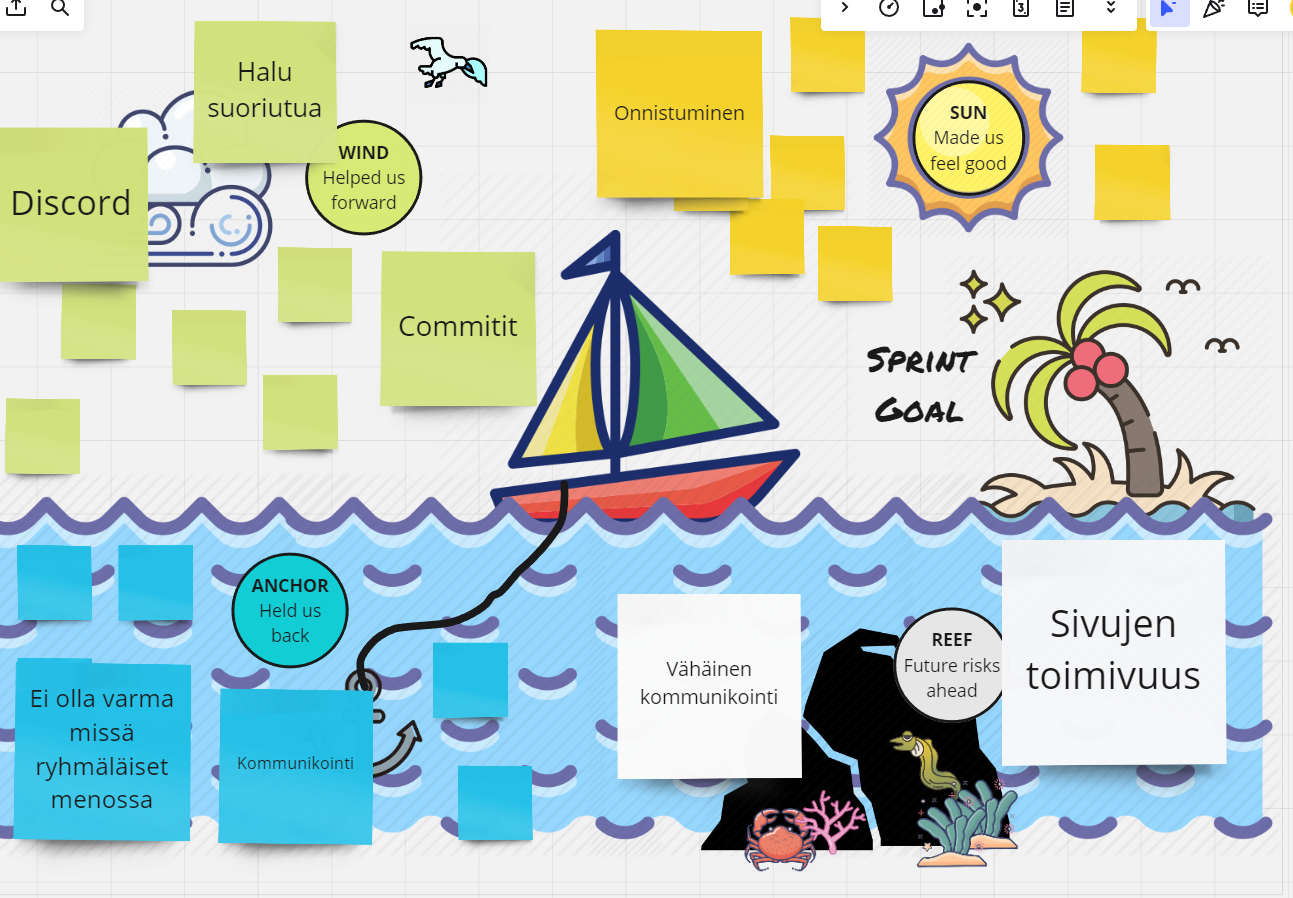 Halu
suoriutua
Discord
WIND
Helped us
forward
Commitit
Onnistuminen
SUN
Made us
feel good
SPRINT
GOAL
ANCHOR
Held us
back
Ei olla varma
missä
ryhmäläiset
menossa
Kommunikointi
Vähäinen
kommunikointi
REEF
Future risks
ahead
Sivujen
toimivuus